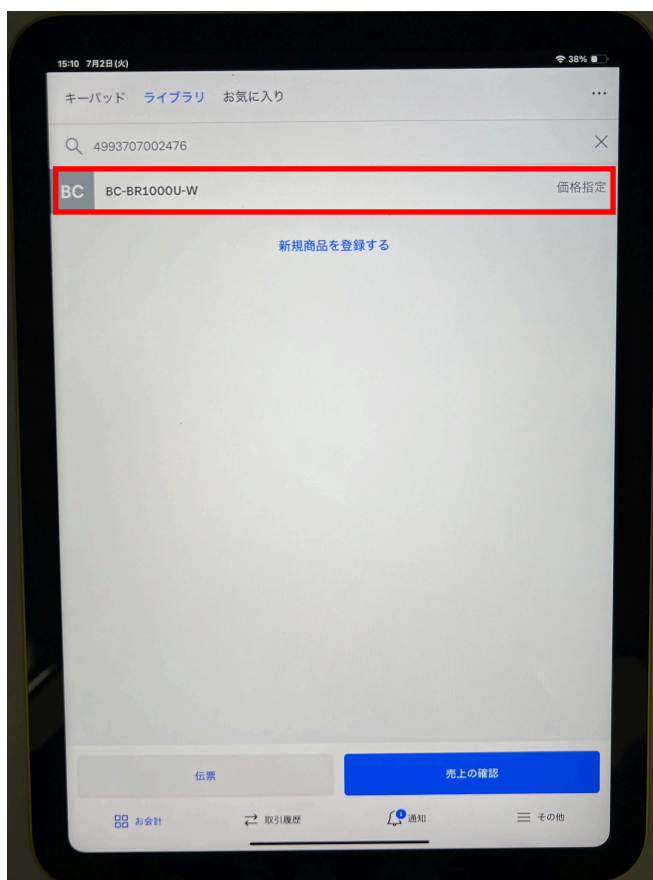 15:10 7月2日(火)
38%
キーパッド ライブラリ お気に入り
4993707002476
BC BC-BR1000U-W 価格指定
新規商品を登録する
伝票 売上の確認
お会計 取引履歴 1 通知 その他